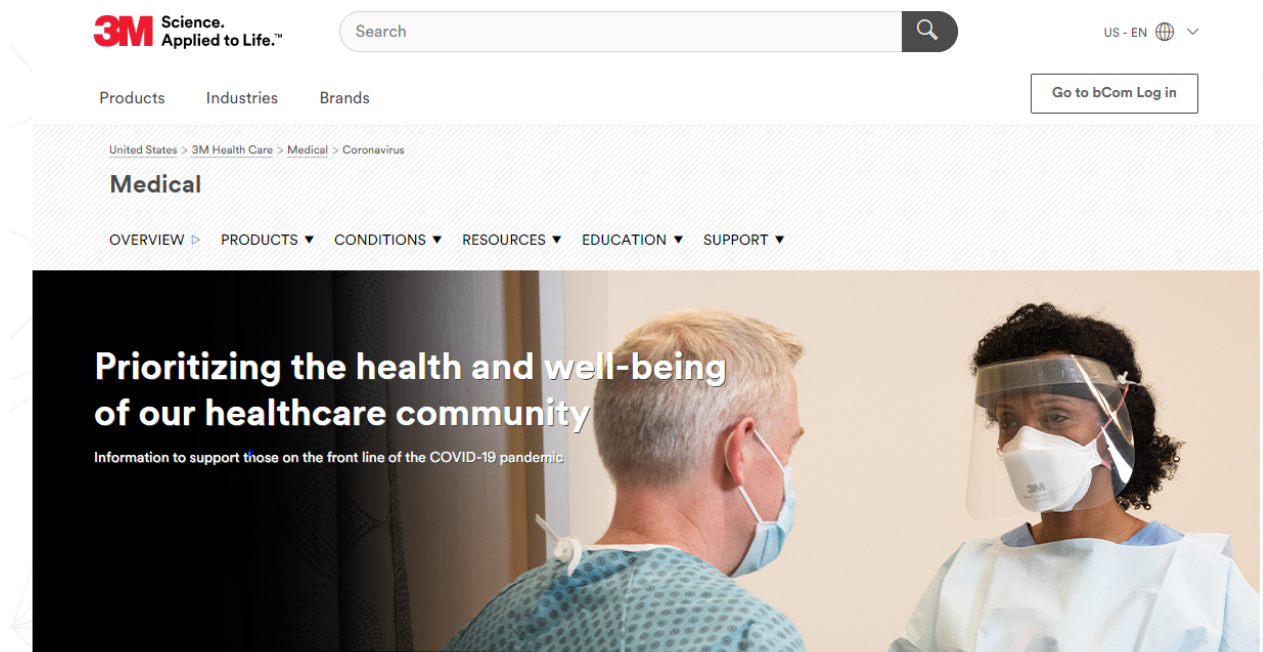 3M Science.
Applied to Life.™
Search
US - EN
Products Industries Brands
Go to bCom Log in
United States > 3M Health Care > Medical > Coronavirus
Medical
OVERVIEW ▷ PRODUCTS ▼ CONDITIONS ▼ RESOURCES ▼ EDUCATION ▼ SUPPORT ▼
Prioritizing the health and well-being
of our healthcare community
Information to support those on the front line of the COVID-19 pandemic
3M